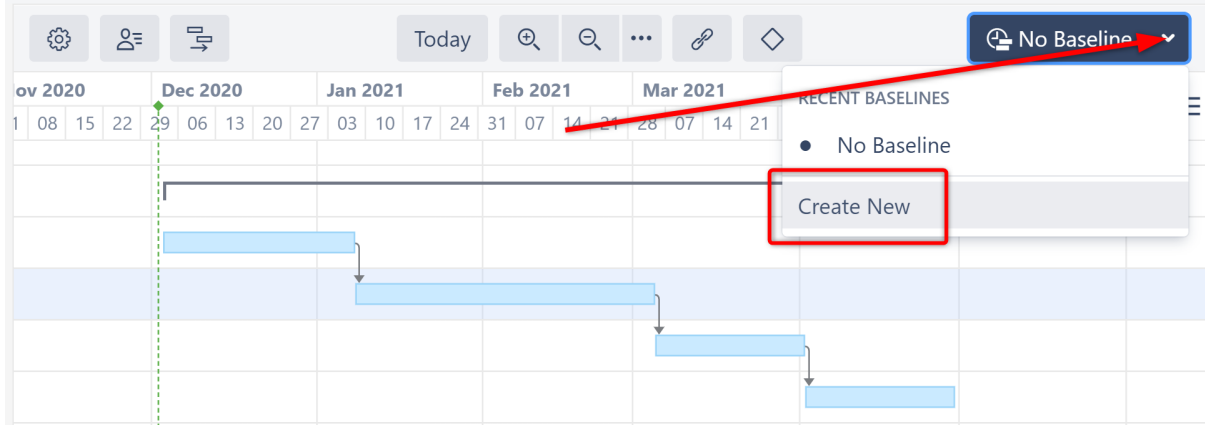 Today
No Baseline
ov 2020 Dec 2020 Jan 2021 Feb 2021 Mar 2021
1 08 15 22 29 06 13 20 27 03 10 17 24 31 07 14 21 28 07 14 21
RECENT BASELINES
No Baseline
Create New